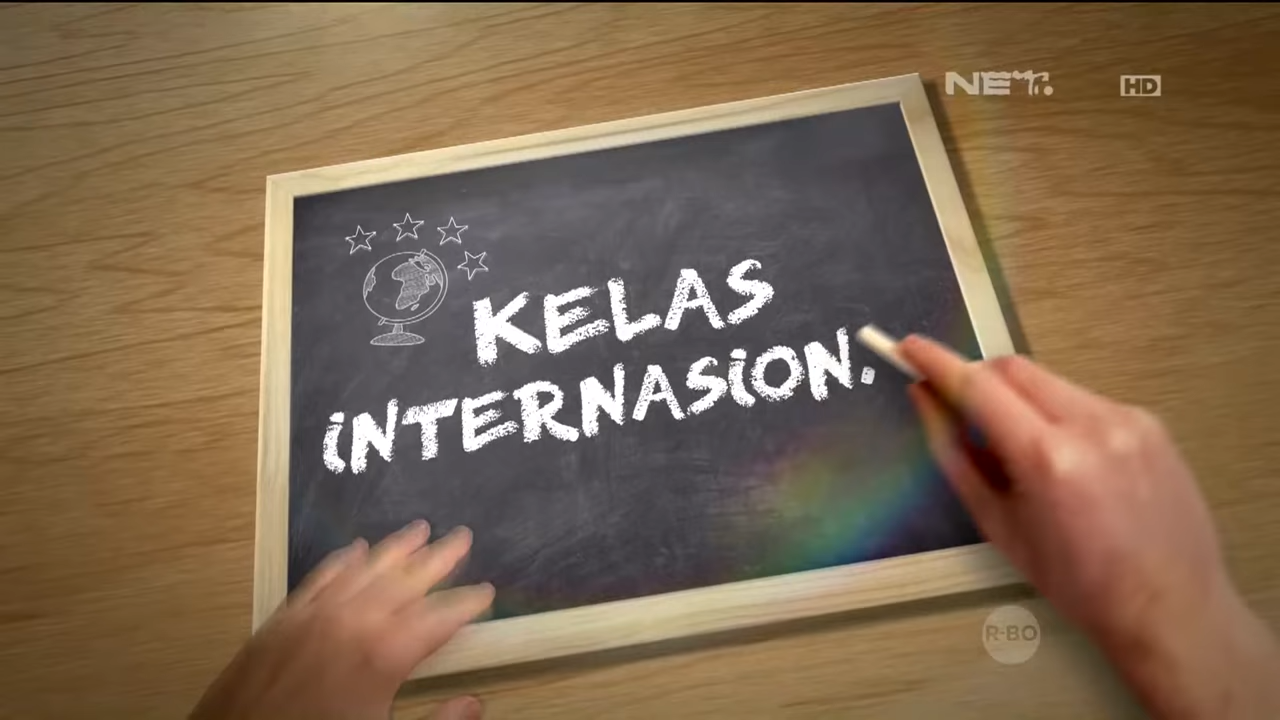 NET.
HD
KELAS
iNTERNASiON.
R-BO